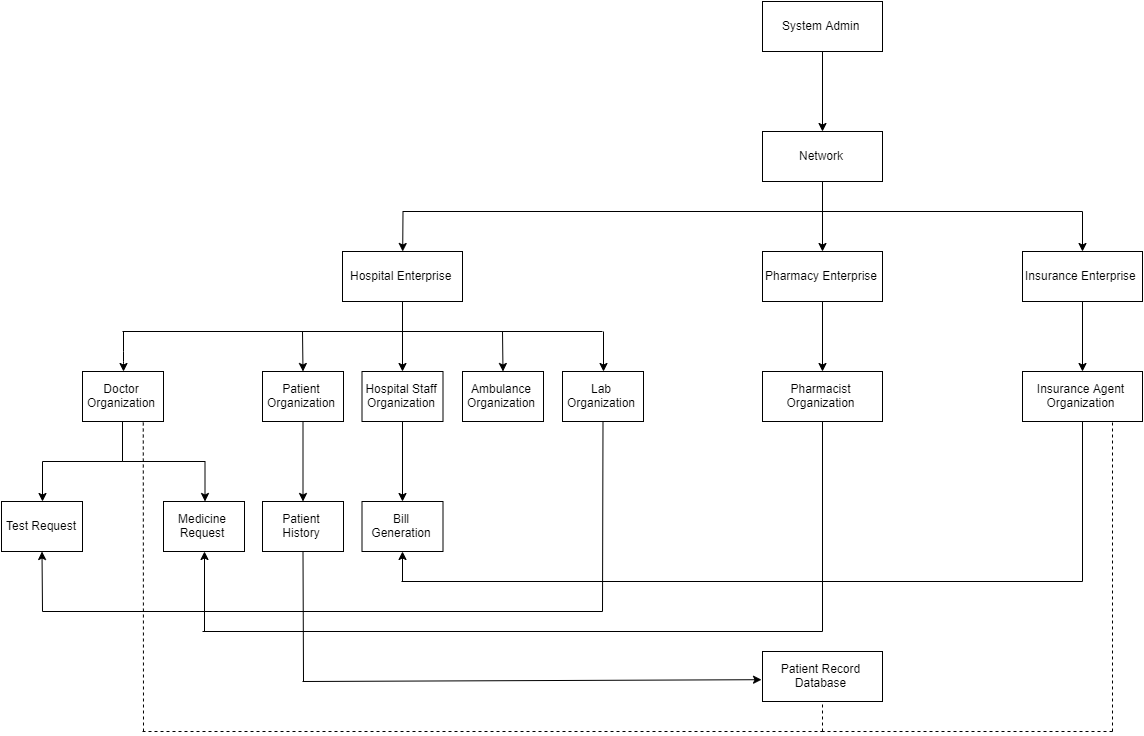 System Admin
Network
Hospital Enterprise
Pharmacy Enterprise
Insurance Enterprise
Doctor
Organization
Patient
Organization
Hospital Staff
Organization
Ambulance
Organization
Lab
Organization
Pharmacist
Organization
Insurance Agent
Organization
Test Request
Medicine
Request
Patient
History
Bill
Generation
Patient Record
Database